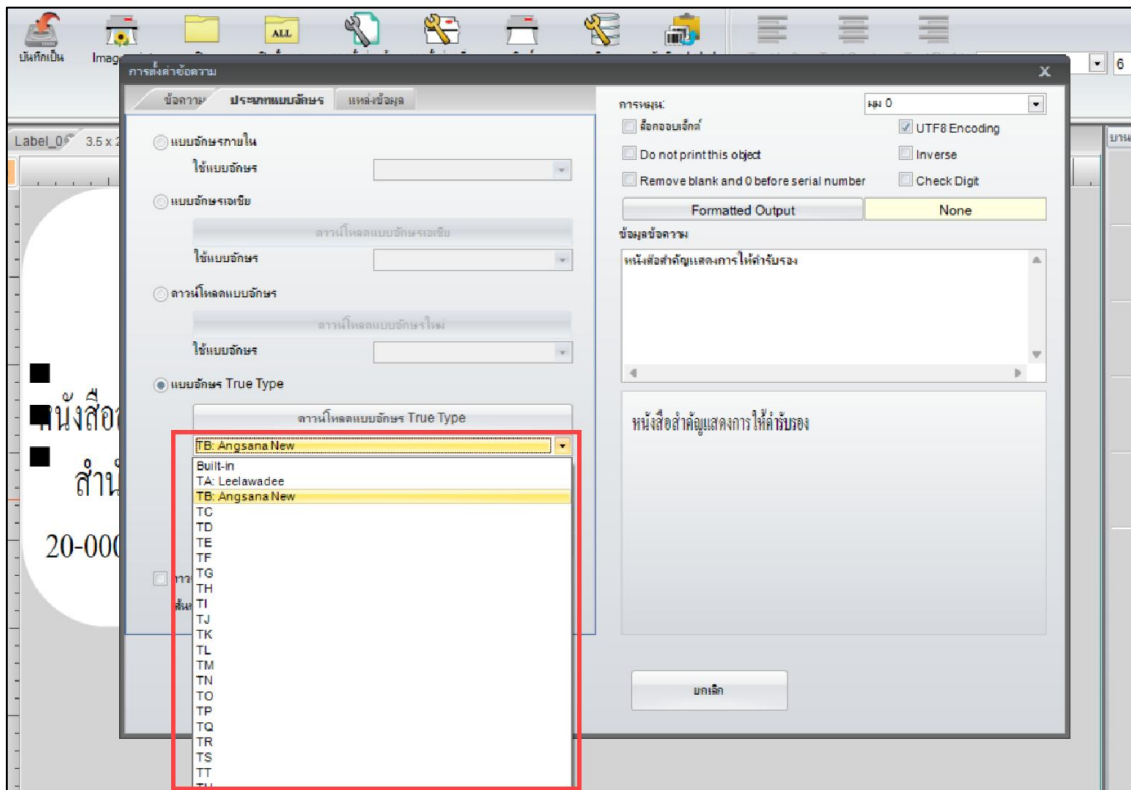 ALL
บันทึกเป็น
6
การตั้งค่าข้อความ
X
ข้อความ ประเภทแบบอักษร แหล่งข้อมูล
Label_0
3.5 x 2
แบบอักษรภายใน
ใช้แบบอักษร
แบบอักษรเอเชีย
ดาวน์โหลดแบบอักษรเอเชีย
ใช้แบบอักษร
ดาวน์โหลดแบบอักษร
ดาวน์โหลดแบบอักษรใหม่
ใช้แบบอักษร
แบบอักษร True Type
ดาวน์โหลดแบบอักษร True Type
TB: Angsana New
Built-in
TA: Leelawadee
TB: Angsana New
TC
TD
TE
TF
TG
TH
TI
TJ
TK
TL
TM
TN
TO
TP
TQ
TR
TS
TT
TU
การหมุน:
มุม 0
ล็อกออบเจ็กต์
UTF8 Encoding
Do not print this object
Inverse
Remove blank and 0 before serial number
Check Digit
Formatted Output
None
ข้อมูลข้อความ
หนังสือสำคัญแสดงการให้คำรับรอง
หนังสือสำคัญแสดงการให้คำรับรอง
ยกเลิก
20-000